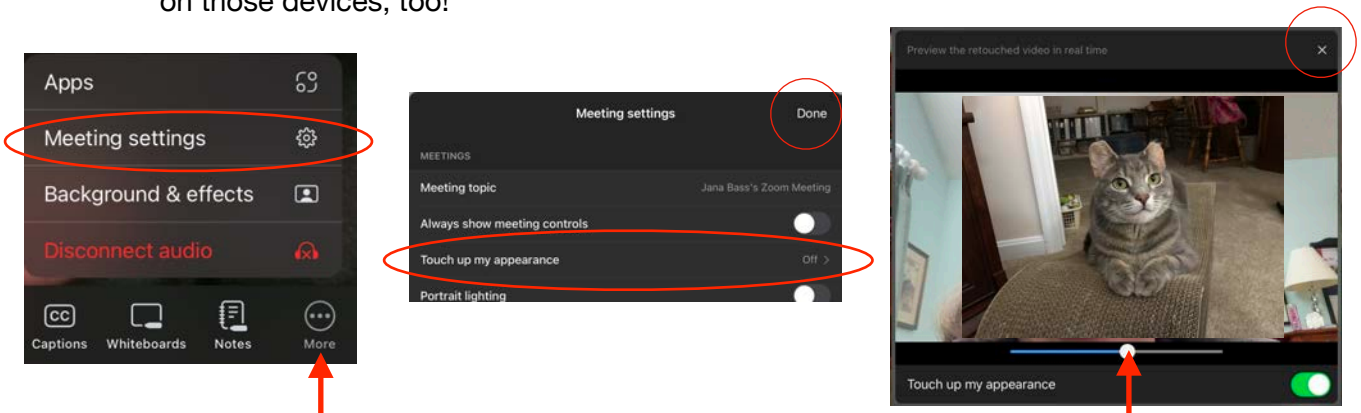 on those devices, too!
Apps
Meeting settings
Background & effects
Disconnect audio
CC
Captions Whiteboards Notes More
Meeting settings Done
MEETINGS
Meeting topic Jana Bass's Zoom Meeting
Always show meeting controls
Touch up my appearance Off >
Portrait lighting
Preview the retouched video in real time ×
Touch up my appearance